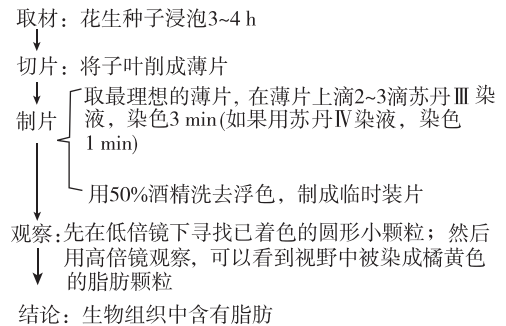 取材：花生种子浸泡3~4 h
切片：将子叶削成薄片
制片
取最理想的薄片，在薄片上滴2~3滴苏丹Ⅲ染
液，染色3 min(如果用苏丹Ⅳ染液，染色
1 min)
用50%酒精洗去浮色，制成临时装片
观察:先在低倍镜下寻找已着色的圆形小颗粒；然后
用高倍镜观察，可以看到视野中被染成橘黄色
的脂肪颗粒
结论：生物组织中含有脂肪